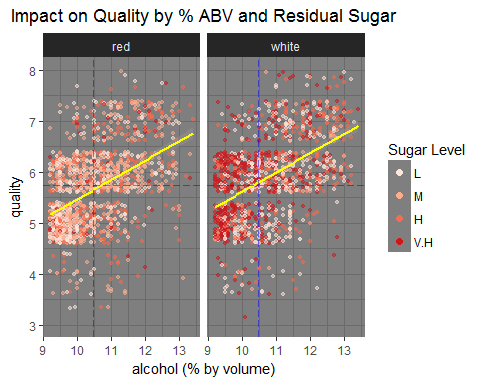 Impact on Quality by % ABV and Residual Sugar
red
white
8
7
6
5
4
3
quality
9 10 11 12 13
9 10 11 12 13
alcohol (% by volume)
Sugar Level
L
M
H
V.H